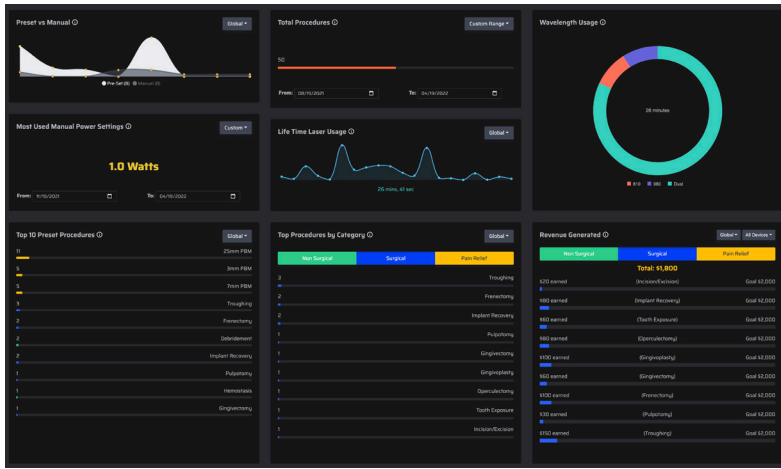 Preset vs Manual
Global
Pre-Set (9)
Manual (1)
Total Procedures
Custom Range
50
From:
08/15/2021
To:
04/19/2022
Wavelength Usage
26 minutes
810
980
Dual
Most Used Manual Power Settings
Custom
1.0 Watts
From:
11/15/2021
To:
04/19/2022
Life Time Laser Usage
Global
26 mins, 41 sec
Top 10 Preset Procedures
Global
11 25mm PBM
5 3mm PBM
5 7mm PBM
3 Troughing
2 Frenectomy
2 Debridement
2 Implant Recovery
1 Pulpotomy
1 Hemostasis
1 Gingivectomy
Top Procedures by Category
Global
Non Surgical Surgical Pain Relief
3 Troughing
2 Frenectomy
2 Implant Recovery
1 Pulpotomy
1 Gingivectomy
1 Gingivoplasty
1 Operculectomy
1 Tooth Exposure
1 Incision/Excision
Revenue Generated
Global
All Devices
Non Surgical Surgical Pain Relief
Total: $1,800
$20 earned (Incision/Excision) Goal $2,000
$80 earned (Implant Recovery) Goal $2,000
$60 earned (Tooth Exposure) Goal $2,000
$80 earned (Operculectomy) Goal $2,000
$100 earned (Gingivoplasty) Goal $2,000
$60 earned (Gingivectomy) Goal $2,000
$100 earned (Frenectomy) Goal $2,000
$30 earned (Pulpotomy) Goal $2,000
$150 earned (Troughing) Goal $2,000